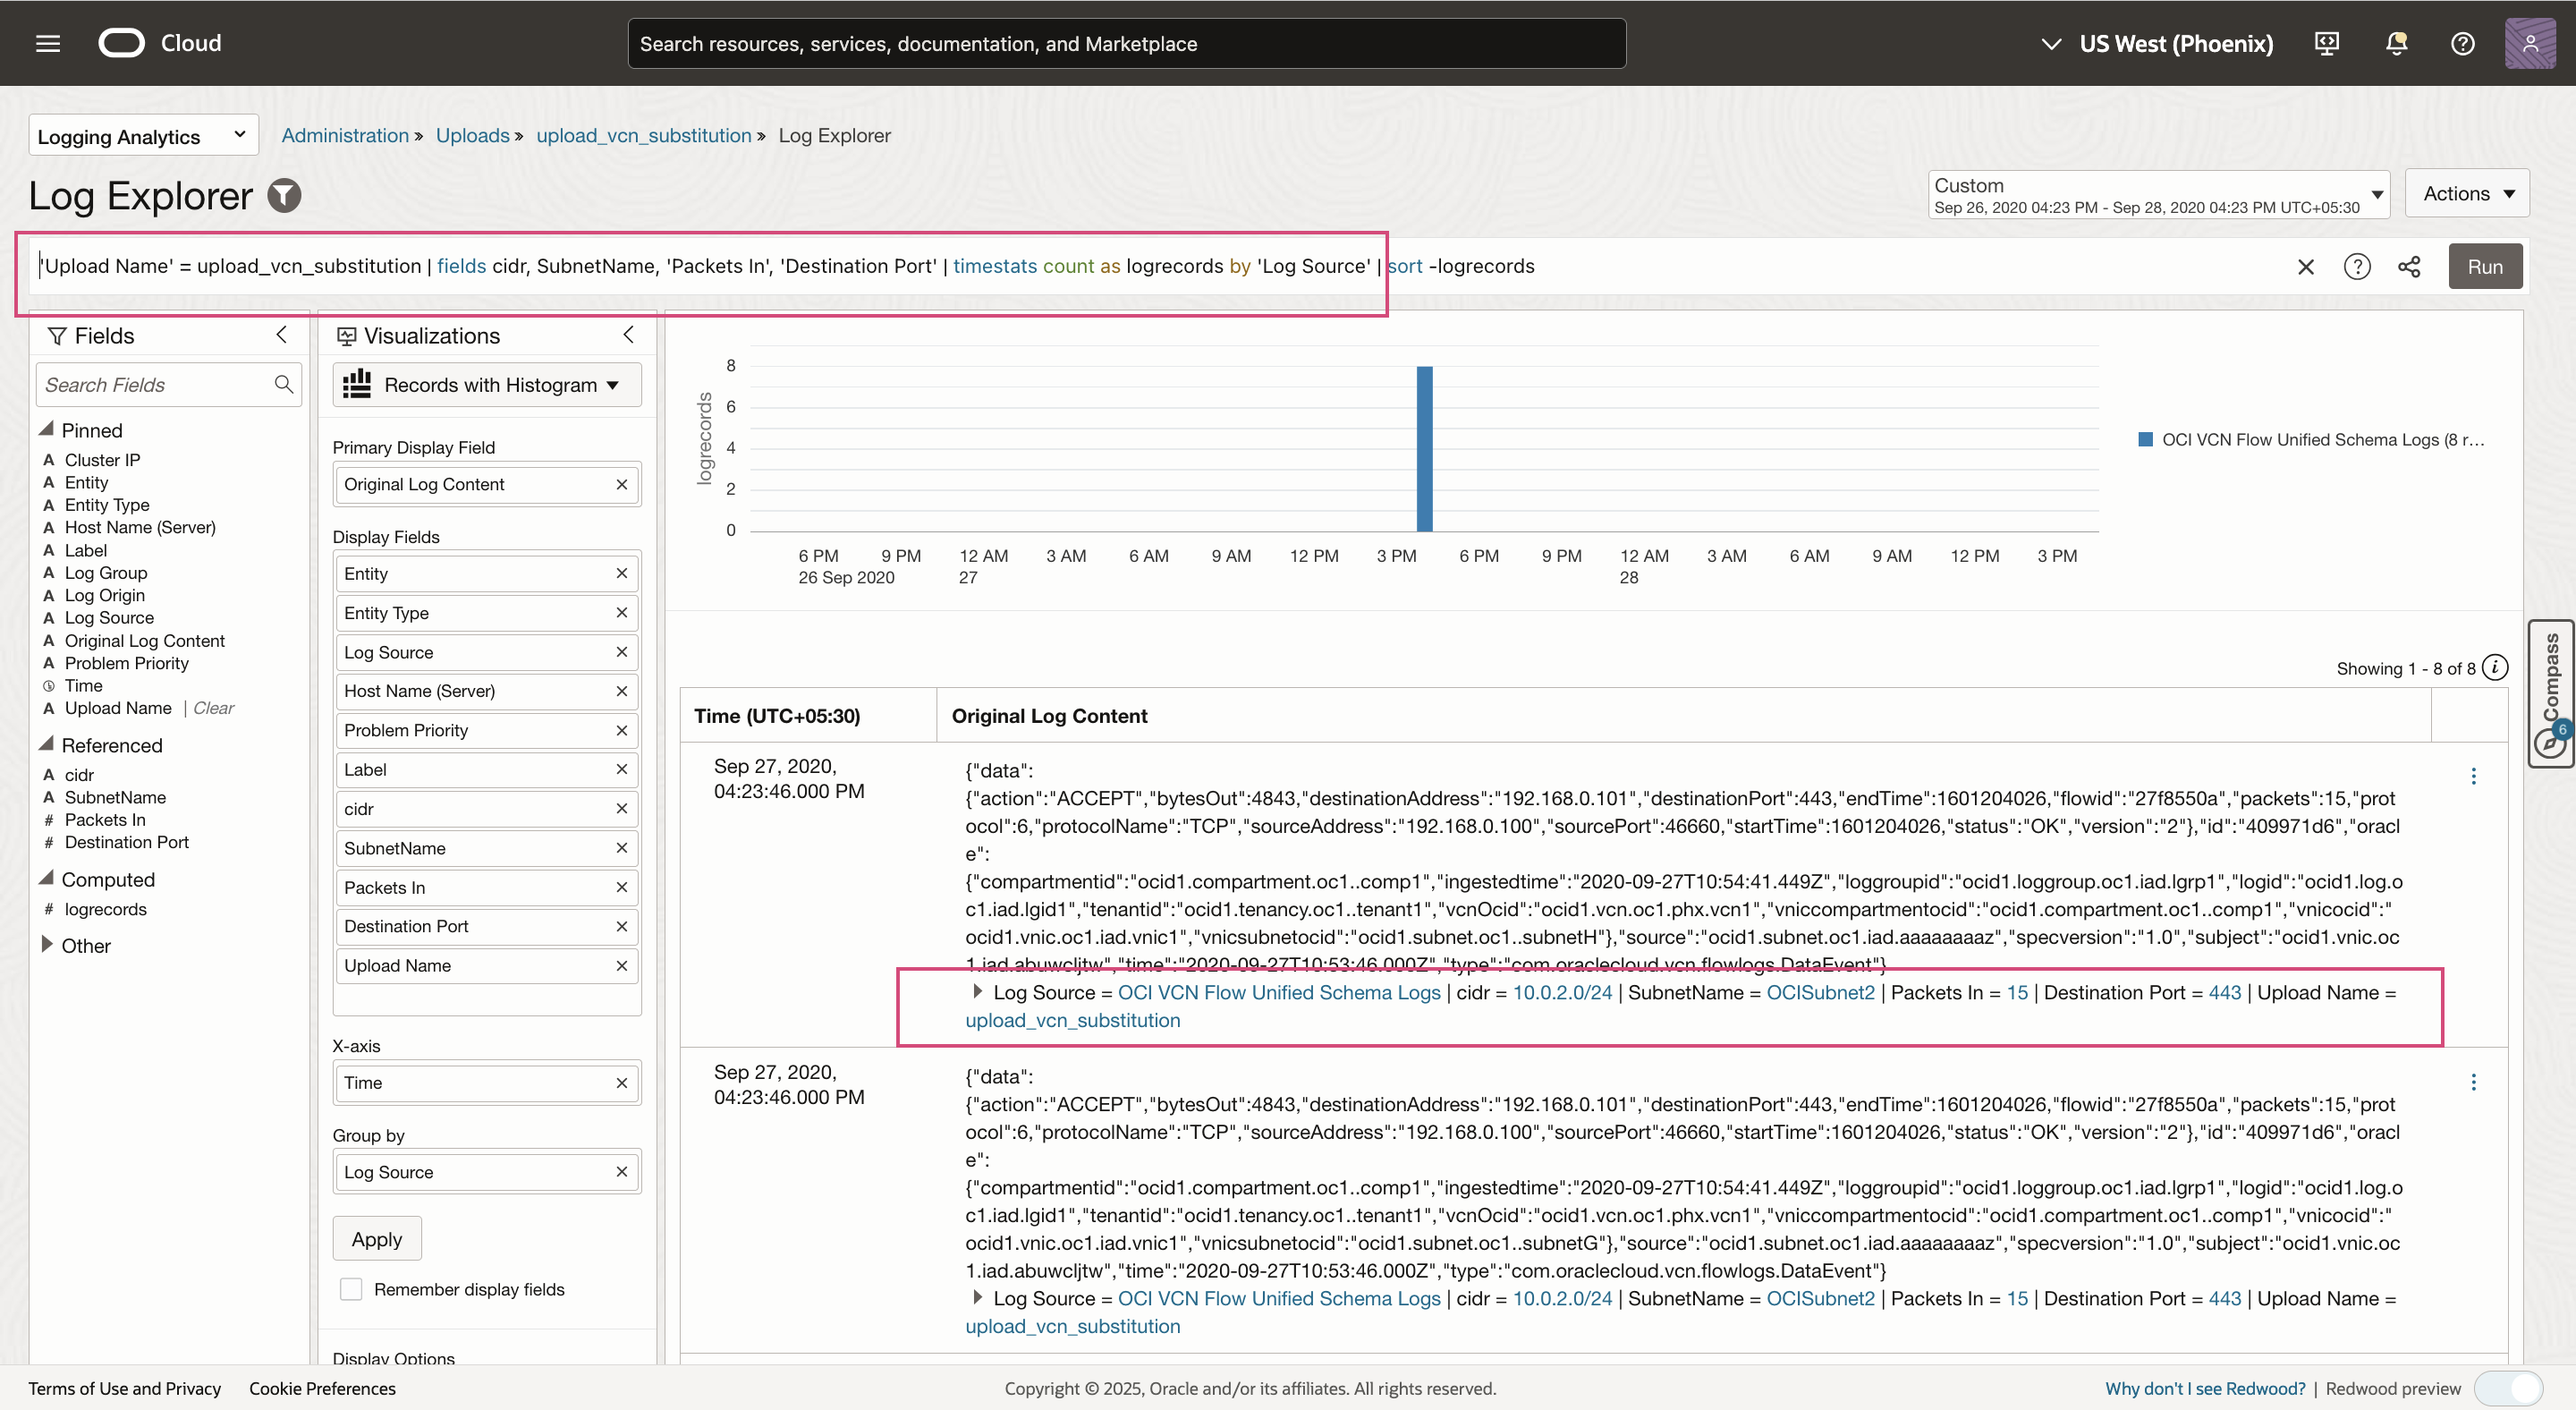 Cloud
Search resources, services, documentation, and Marketplace
US West (Phoenix)
Logging Analytics
Administration » Uploads » upload_vcn_substitution » Log Explorer
Log Explorer
Custom
Sep 26, 2020 04:23 PM - Sep 28, 2020 04:23 PM UTC+05:30
Actions
'Upload Name' = upload_vcn_substitution | fields cidr, SubnetName, 'Packets In', 'Destination Port' | timestats count as logrecords by 'Log Source' | sort -logrecords
Run
Fields
Search Fields
Pinned
A Cluster IP
A Entity
A Entity Type
A Host Name (Server)
A Label
A Log Group
A Log Origin
A Log Source
A Original Log Content
A Problem Priority
Time
A Upload Name | Clear
Referenced
A cidr
A SubnetName
# Packets In
# Destination Port
Computed
# logrecords
Other
Visualizations
Records with Histogram
Primary Display Field
Original Log Content
Display Fields
Entity
Entity Type
Log Source
Host Name (Server)
Problem Priority
Label
cidr
SubnetName
Packets In
Destination Port
Upload Name
X-axis
Time
Group by
Log Source
Apply
Remember display fields
Display Options
logrecords
8
6
4
2
0
6 PM 9 PM 12 AM 3 AM 6 AM 9 AM 12 PM 3 PM 6 PM 9 PM 12 AM 3 AM 6 AM 9 AM 12 PM 3 PM
26 Sep 2020 27 28
OCI VCN Flow Unified Schema Logs (8 r...
Showing 1 - 8 of 8
Compass
6
Time (UTC+05:30) Original Log Content
Sep 27, 2020,
04:23:46.000 PM
{"data":
{"action":"ACCEPT","bytesOut":4843,"destinationAddress":"192.168.0.101","destinationPort":443,"endTime":1601204026,"flowid":"27f8550a","packets":15,"prot
ocol":6,"protocolName":"TCP","sourceAddress":"192.168.0.100","sourcePort":46660,"startTime":1601204026,"status":"OK","version":"2"},"id":"409971d6","oracl
e":
{"compartmentid":"ocid1.compartment.oc1..comp1","ingestedtime":"2020-09-27T10:54:41.449Z","loggroupid":"ocid1.loggroup.oc1.iad.lgrp1","logid":"ocid1.log.o
c1.iad.lgid1","tenantid":"ocid1.tenancy.oc1..tenant1","vcnOcid":"ocid1.vcn.oc1.phx.vcn1","vniccompartmentocid":"ocid1.compartment.oc1..comp1","vnicocid":"
ocid1.vnic.oc1.iad.vnic1","vnicsubnetocid":"ocid1.subnet.oc1..subnetH"},"source":"ocid1.subnet.oc1.iad.aaaaaaaaz","specversion":"1.0","subject":"ocid1.vnic.oc
1.iad.abuwcljtw","time":"2020-09-27T10:53:46.000Z","type":"com.oraclecloud.vcn.flowlogs.DataEvent"}
Log Source = OCI VCN Flow Unified Schema Logs | cidr = 10.0.2.0/24 | SubnetName = OCISubnet2 | Packets In = 15 | Destination Port = 443 | Upload Name =
upload_vcn_substitution
Sep 27, 2020,
04:23:46.000 PM
{"data":
{"action":"ACCEPT","bytesOut":4843,"destinationAddress":"192.168.0.101","destinationPort":443,"endTime":1601204026,"flowid":"27f8550a","packets":15,"prot
ocol":6,"protocolName":"TCP","sourceAddress":"192.168.0.100","sourcePort":46660,"startTime":1601204026,"status":"OK","version":"2"},"id":"409971d6","oracl
e":
{"compartmentid":"ocid1.compartment.oc1..comp1","ingestedtime":"2020-09-27T10:54:41.449Z","loggroupid":"ocid1.loggroup.oc1.iad.lgrp1","logid":"ocid1.log.o
c1.iad.lgid1","tenantid":"ocid1.tenancy.oc1..tenant1","vcnOcid":"ocid1.vcn.oc1.phx.vcn1","vniccompartmentocid":"ocid1.compartment.oc1..comp1","vnicocid":"
ocid1.vnic.oc1.iad.vnic1","vnicsubnetocid":"ocid1.subnet.oc1..subnetG"},"source":"ocid1.subnet.oc1.iad.aaaaaaaaz","specversion":"1.0","subject":"ocid1.vnic.oc
1.iad.abuwcljtw","time":"2020-09-27T10:53:46.000Z","type":"com.oraclecloud.vcn.flowlogs.DataEvent"}
Log Source = OCI VCN Flow Unified Schema Logs | cidr = 10.0.2.0/24 | SubnetName = OCISubnet2 | Packets In = 15 | Destination Port = 443 | Upload Name =
upload_vcn_substitution
Terms of Use and Privacy Cookie Preferences
Copyright © 2025, Oracle and/or its affiliates. All rights reserved.
Why don't I see Redwood? | Redwood preview